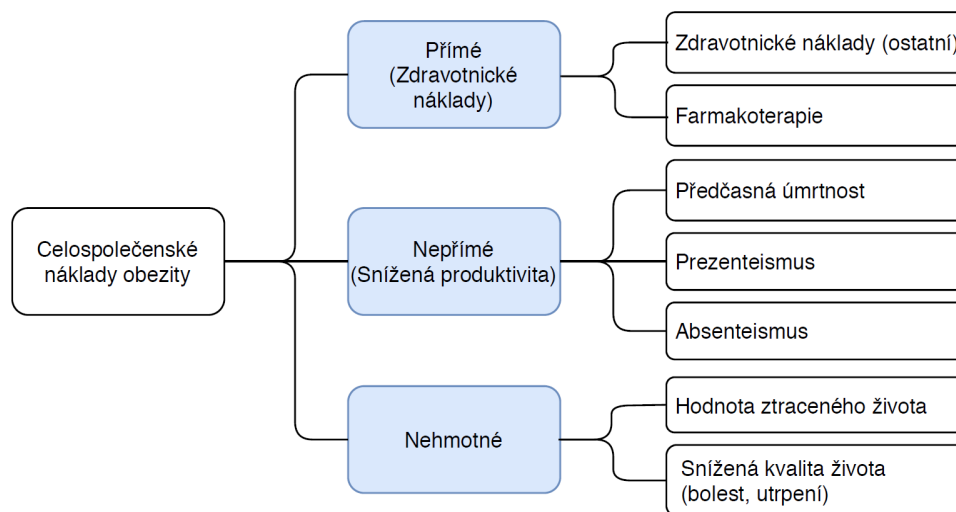 Celospolečenské
náklady obezity
Přímé
(Zdravotnické
náklady)
Zdravotnické náklady (ostatní)
Farmakoterapie
Nepřímé
(Snížená produktivita)
Předčasná úmrtnost
Prezenteismus
Absenteismus
Nehmotné
Hodnota ztraceného života
Snížená kvalita života
(bolest, utrpení)